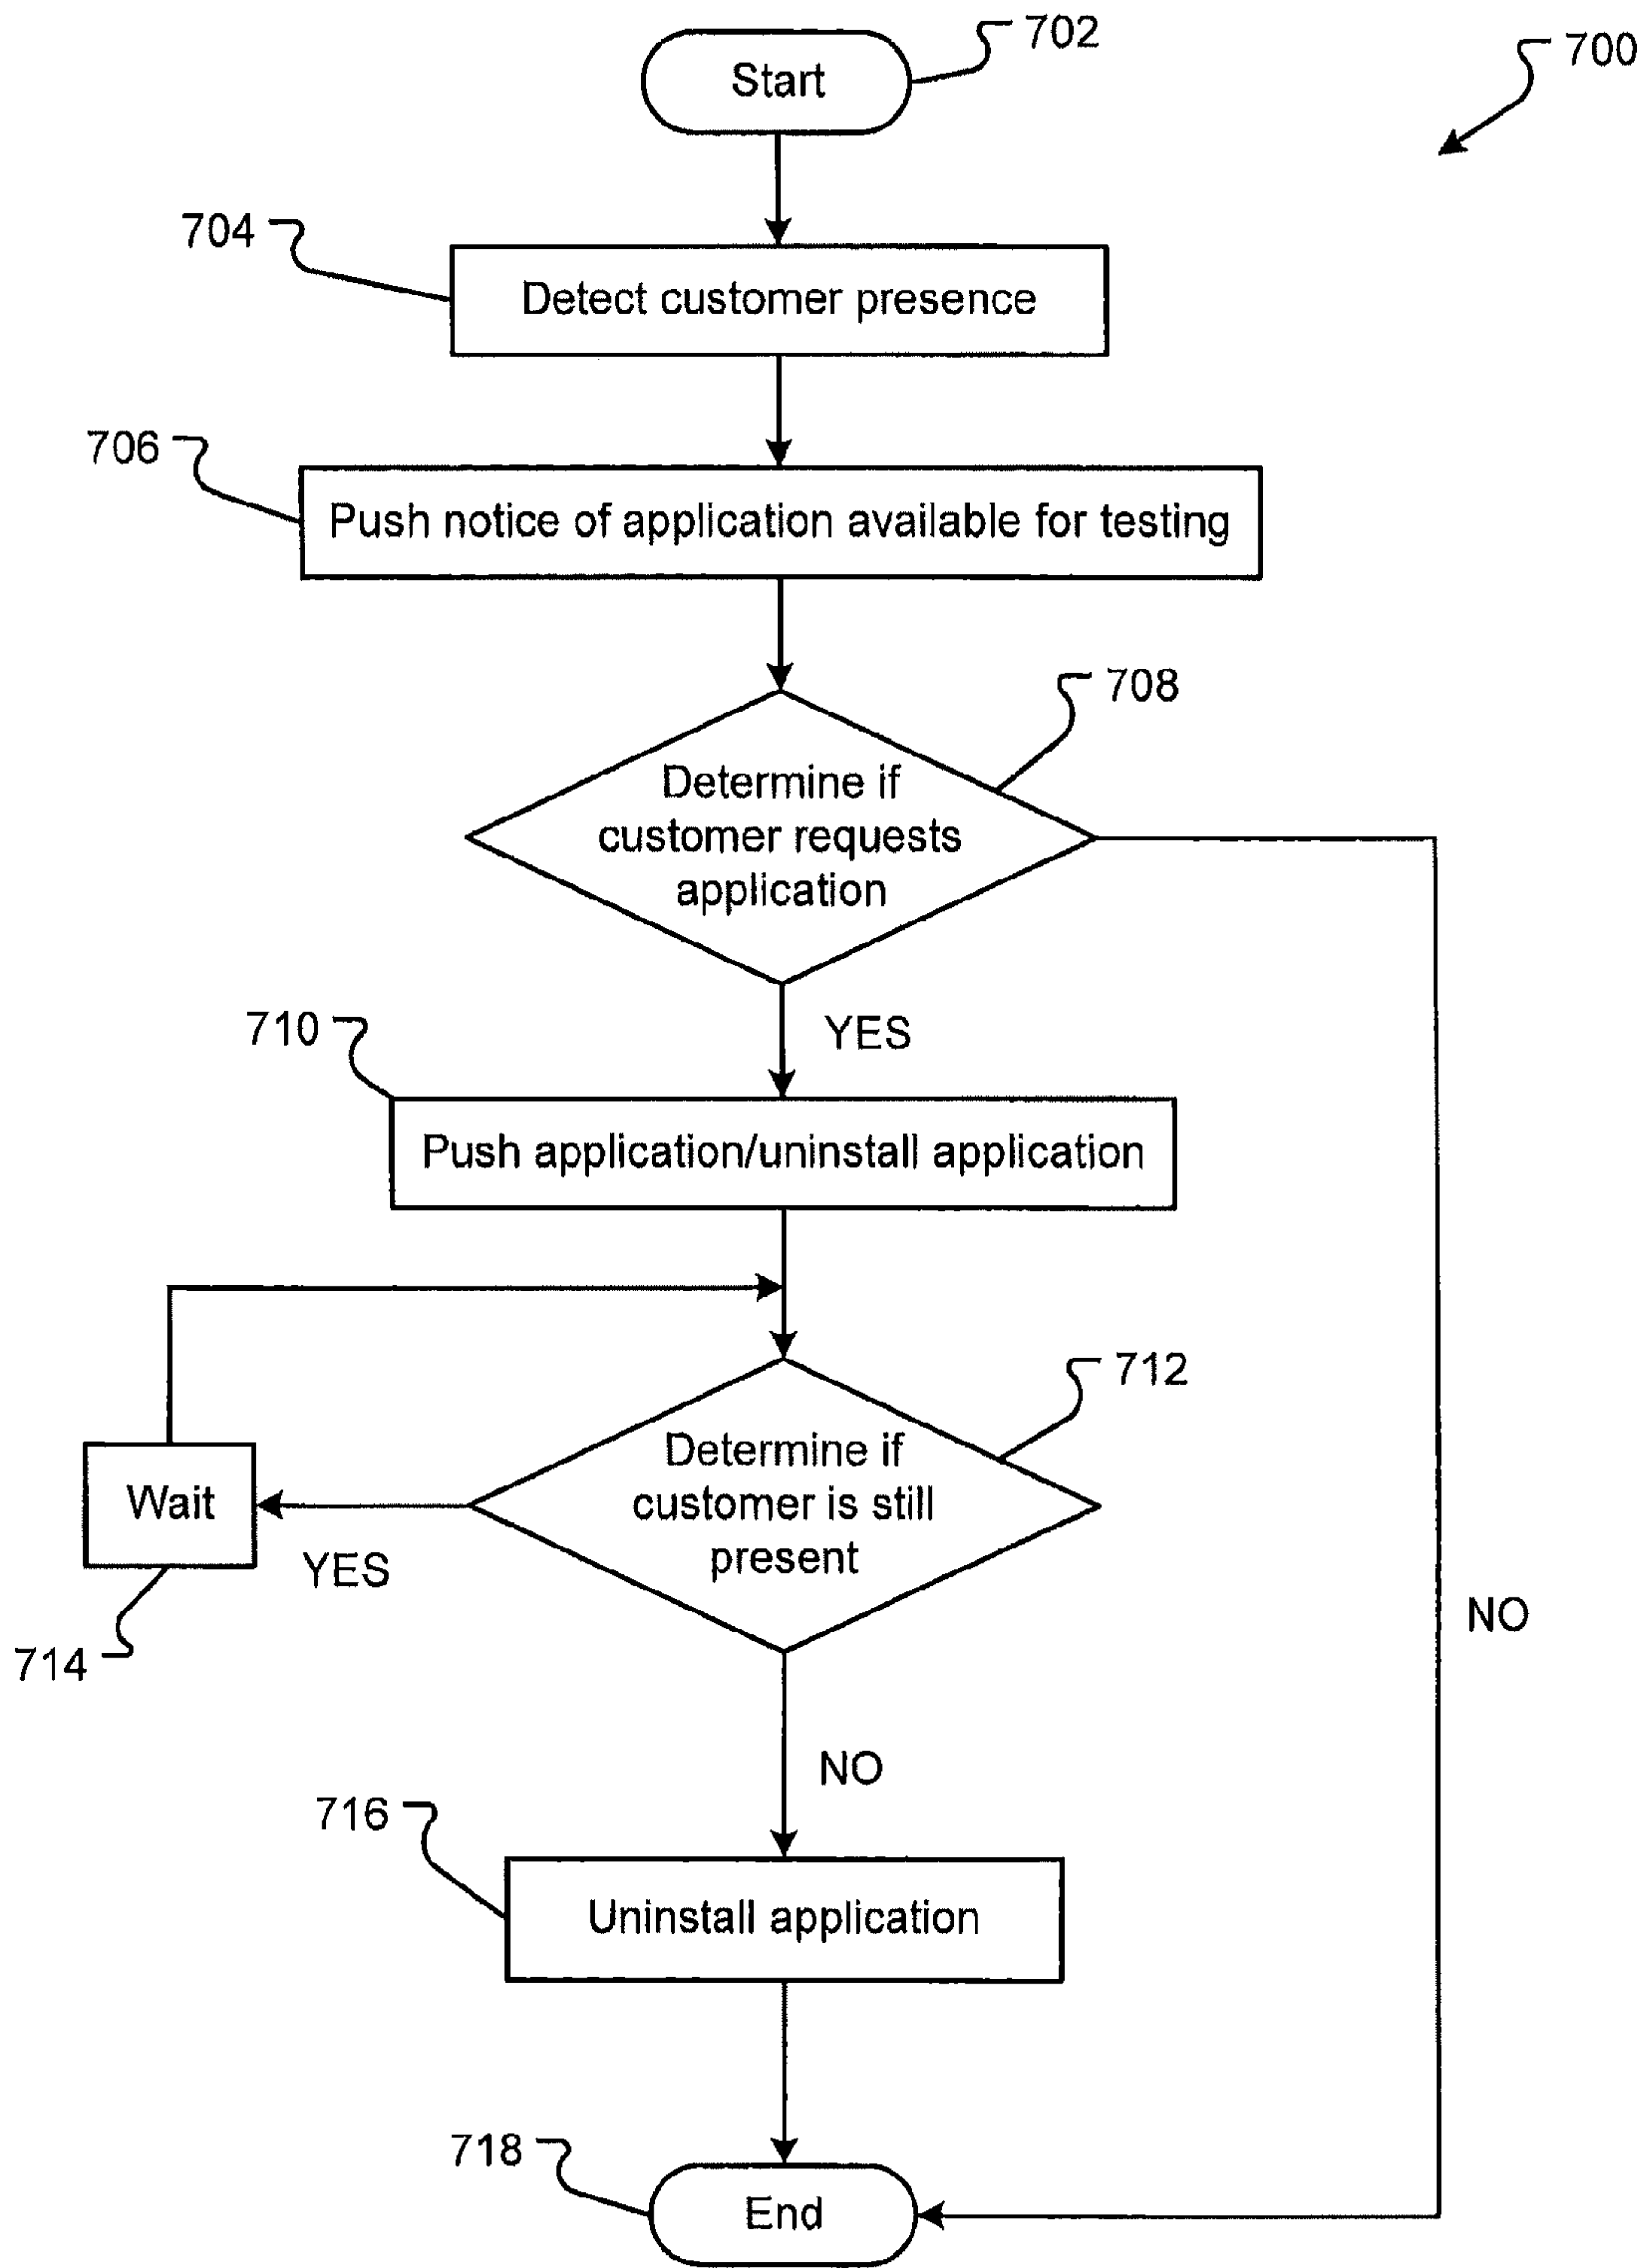 702
700
Start
704
Detect customer presence
706
Push notice of application available for testing
708
Determine if
customer requests
application
710
YES
Push application/uninstall application
712
Determine if
customer is still
present
Wait
YES
714
NO
NO
716
Uninstall application
718
End